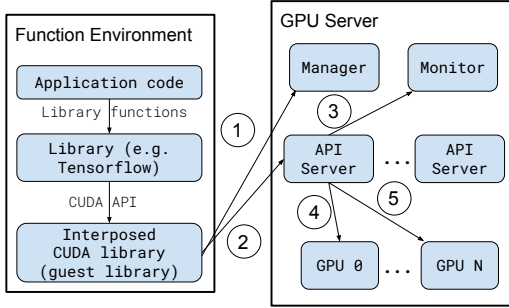 Function Environment
Application code
Library functions
Library (e.g.
Tensorflow)
CUDA API
Interposed
CUDA library
(guest library)
1
2
GPU Server
Manager
Monitor
3
API
Server
...
API
Server
4
5
GPU 0
...
GPU N